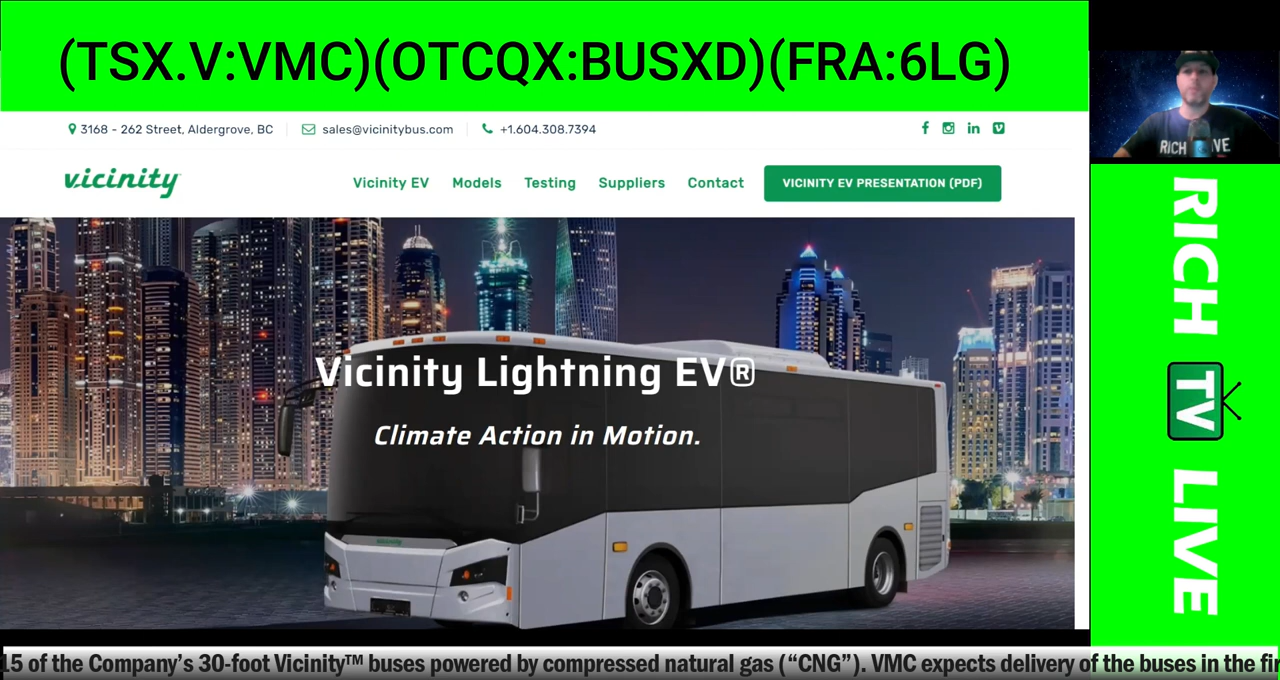 (TSX.V:VMC)(OTCQX:BUSXD)(FRA:6LG)
3168 - 262 Street, Aldergrove, BC
sales@vicinitybus.com
+1.604.308.7394
vicinity
Vicinity EV
Models
Testing
Suppliers
Contact
VICINITY EV PRESENTATION (PDF)
Vicinity Lightning EV®
Climate Action in Motion.
vicinity
RICH
TV
LIVE
15 of the Company's 30-foot Vicinity™ buses powered by compressed natural gas (“CNG”). VMC expects delivery of the buses in the